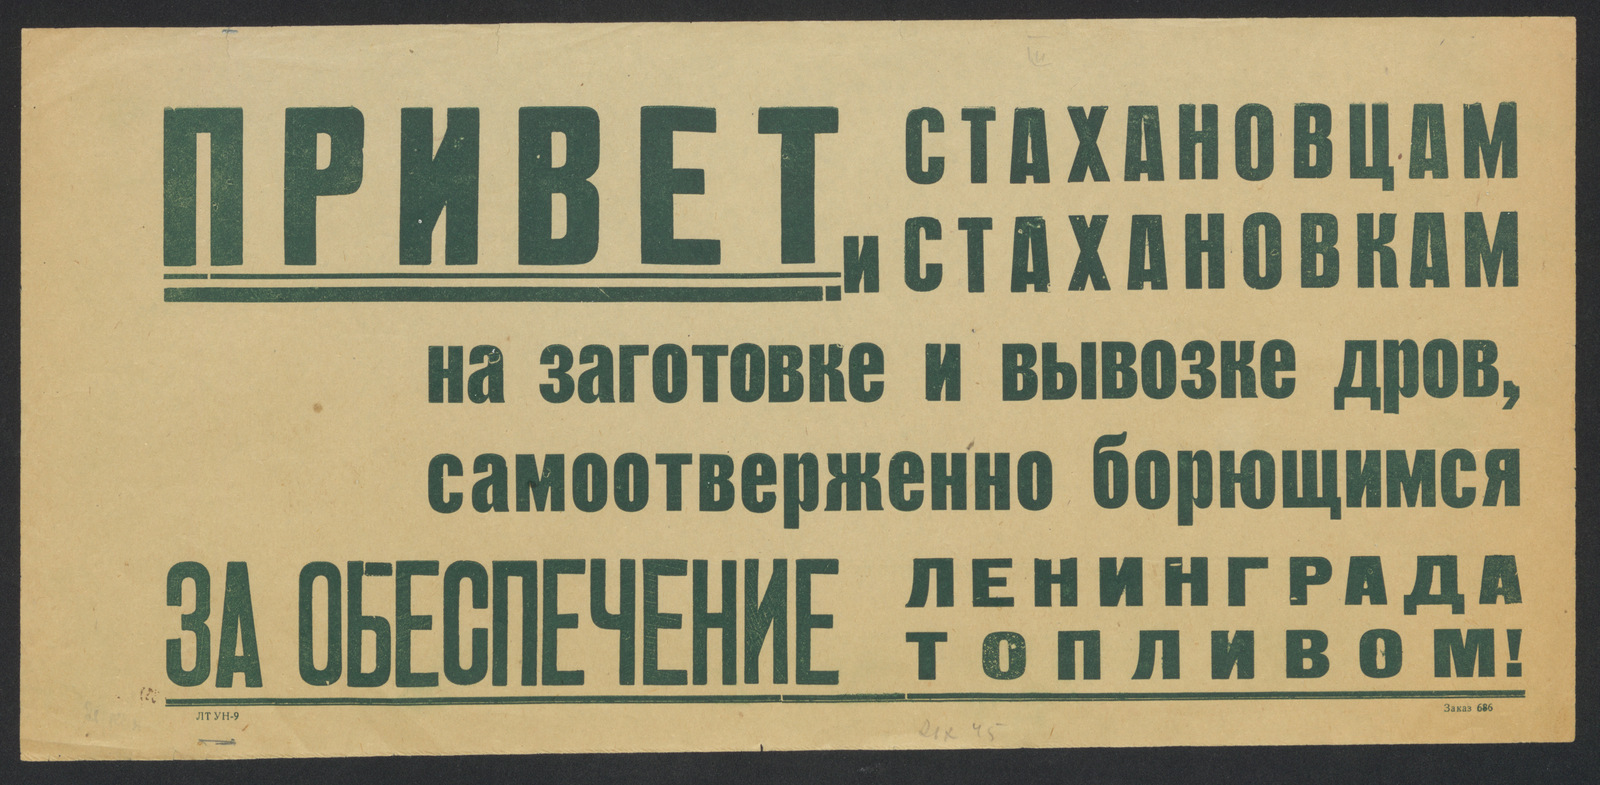 ПРИВЕТ
СТАХАНОВЦАМ
и СТАХАНОВКАМ
на заготовке и вывозке дров,
самоотверженно борющимся
ЗА ОБЕСПЕЧЕНИЕ
ЛЕНИНГРАДА
ТОПЛИВОМ!
ЛТ УН-9
Заказ 686